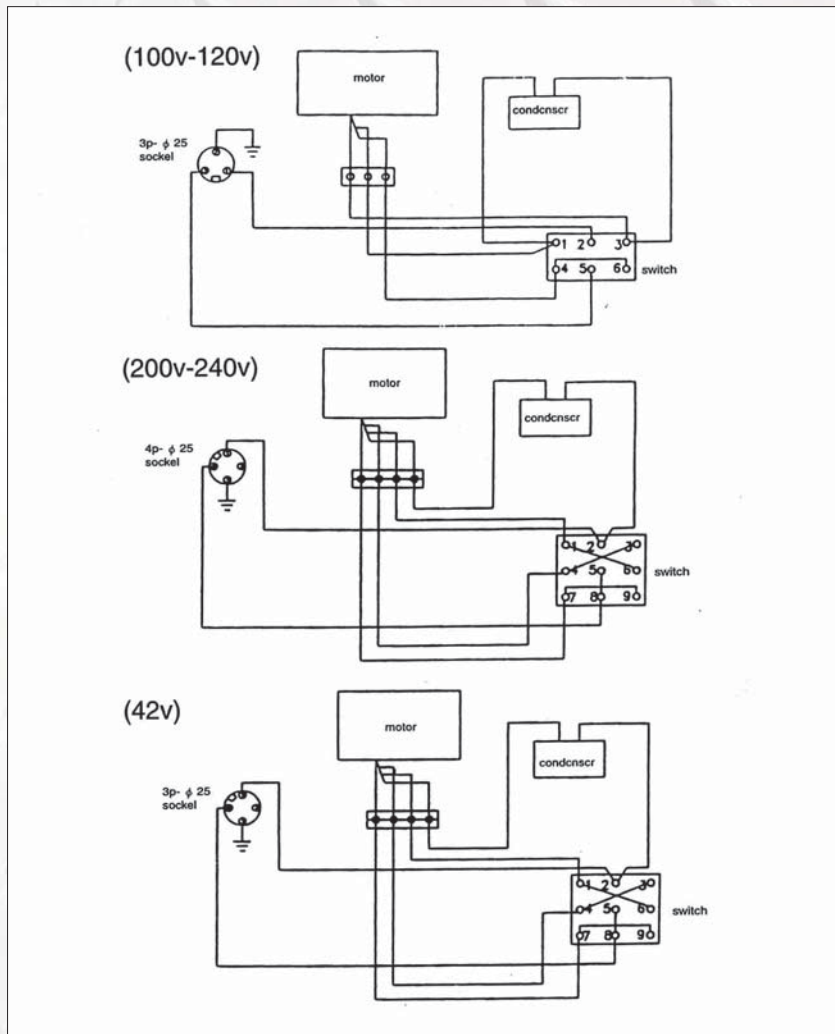 (100v-120v)
motor
condcnscr
3p- ϕ 25
sockel
1 2 3
4 5 6
switch
(200v-240v)
motor
condcnscr
4p- ϕ 25
sockel
1 2 3
4 5 6
7 8 9
switch
(42v)
motor
condcnscr
3p- ϕ 25
sockel
1 2 3
4 5 6
7 8 9
switch